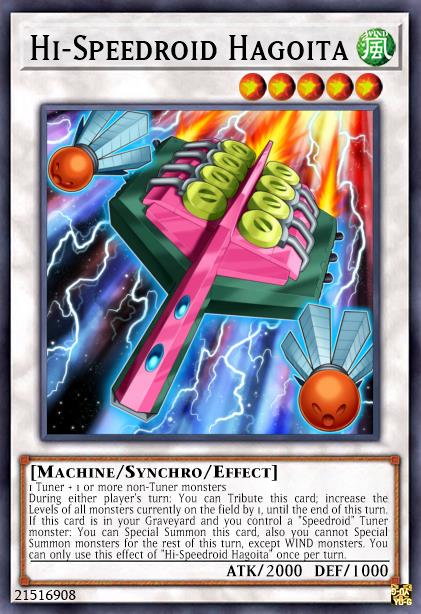 HI-SPEEDROID HAGOITA
WIND
風
[MACHINE/SYNCHRO/EFFECT]
1 Tuner + 1 or more non-Tuner monsters
During either player's turn: You can Tribute this card; increase the
Levels of all monsters currently on the field by 1, until the end of this turn.
If this card is in your Graveyard and you control a "Speedroid" Tuner
monster: You can Special Summon this card, also you cannot Special
Summon monsters for the rest of this turn, except WIND monsters. You
can only use this effect of "Hi-Speedroid Hagoita" once per turn.
ATK/2000 DEF/1000
21516908